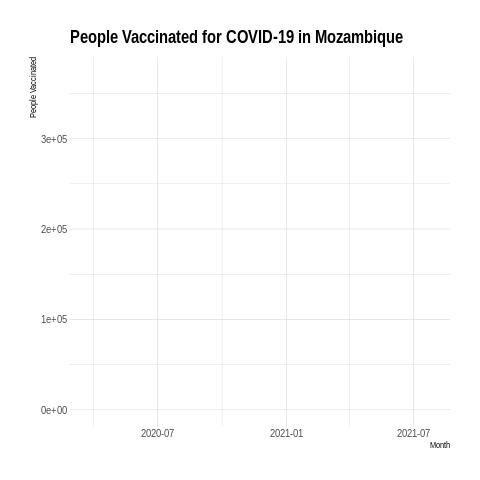 People Vaccinated for COVID-19 in Mozambique
People Vaccinated
3e+05
2e+05
1e+05
0e+00
2020-07 2021-01 2021-07
Month